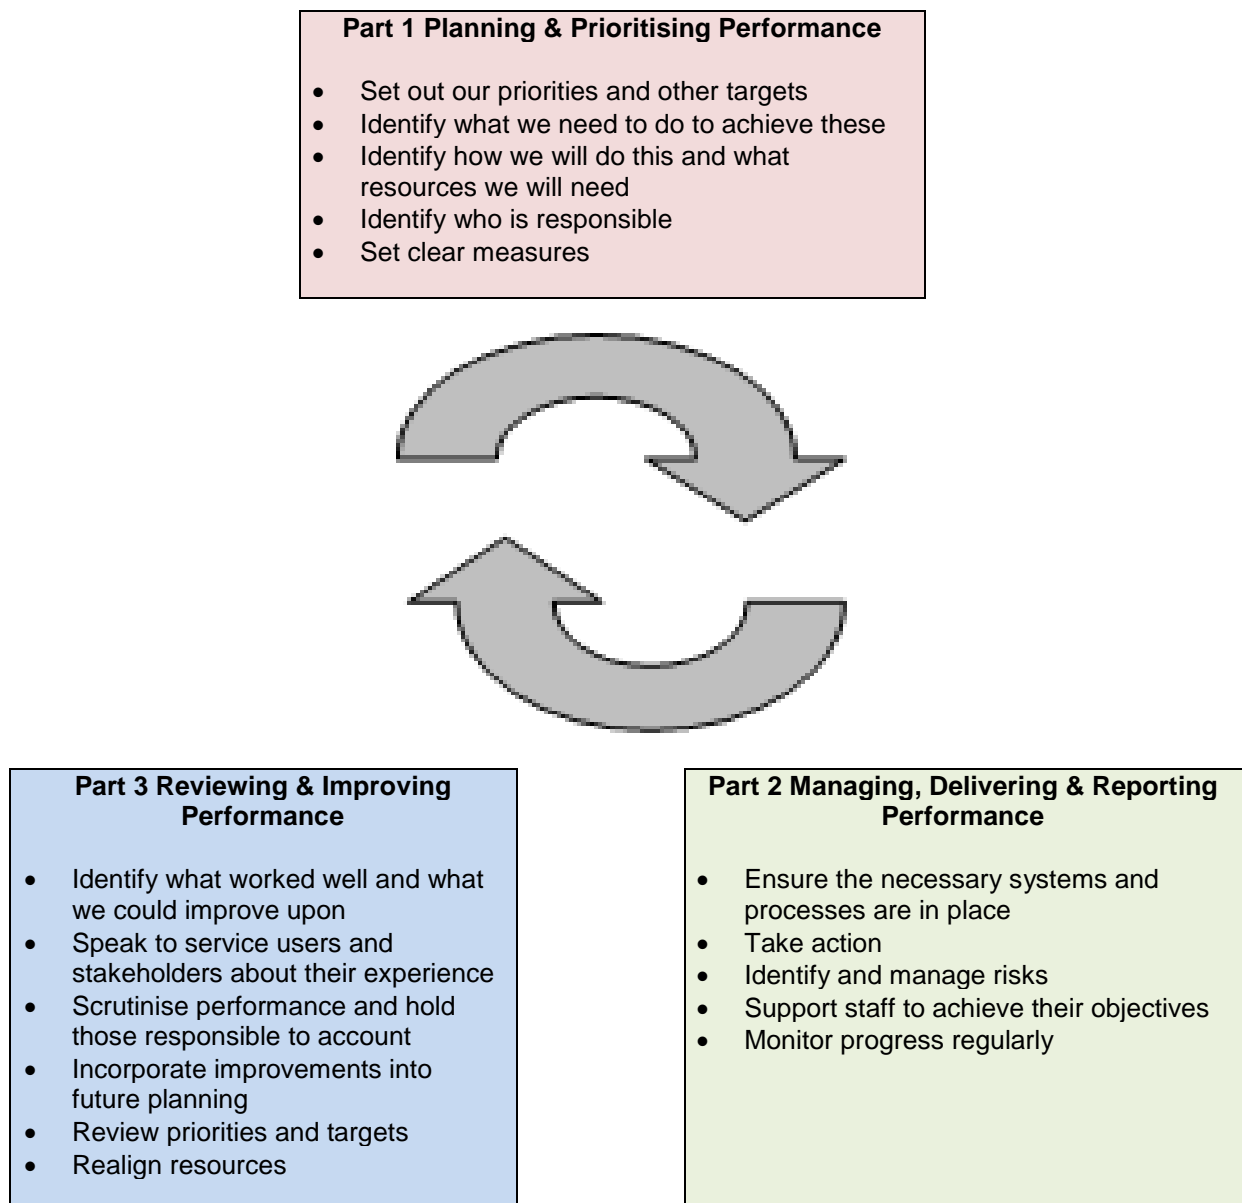 Part 1 Planning & Prioritising Performance
• Set out our priorities and other targets
• Identify what we need to do to achieve these
• Identify how we will do this and what
resources we will need
• Identify who is responsible
• Set clear measures
Part 3 Reviewing & Improving
Performance
• Identify what worked well and what
we could improve upon
• Speak to service users and
stakeholders about their experience
• Scrutinise performance and hold
those responsible to account
• Incorporate improvements into
future planning
• Review priorities and targets
• Realign resources
Part 2 Managing, Delivering & Reporting
Performance
• Ensure the necessary systems and
processes are in place
• Take action
• Identify and manage risks
• Support staff to achieve their objectives
• Monitor progress regularly